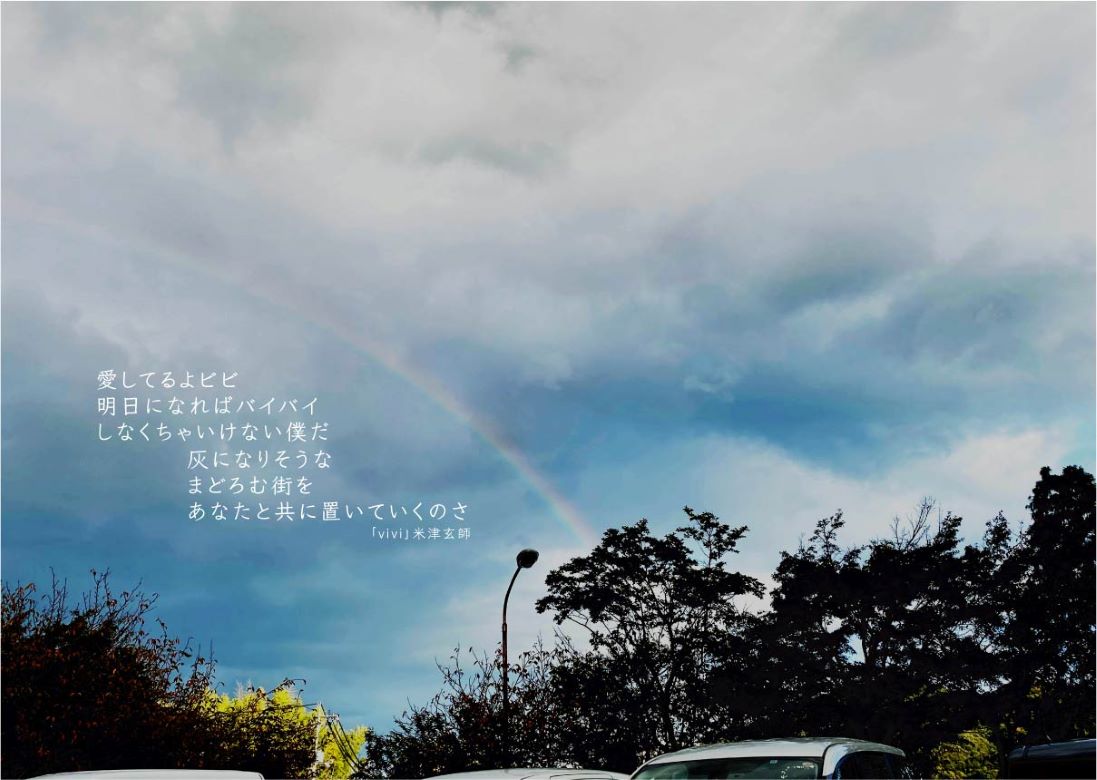 愛してるよビビ
明日になればバイバイ
しなくちゃいけない僕だ
灰になりそうな
まどろむ街を
あなたと共に置いていくのさ
「vivi」米津玄師